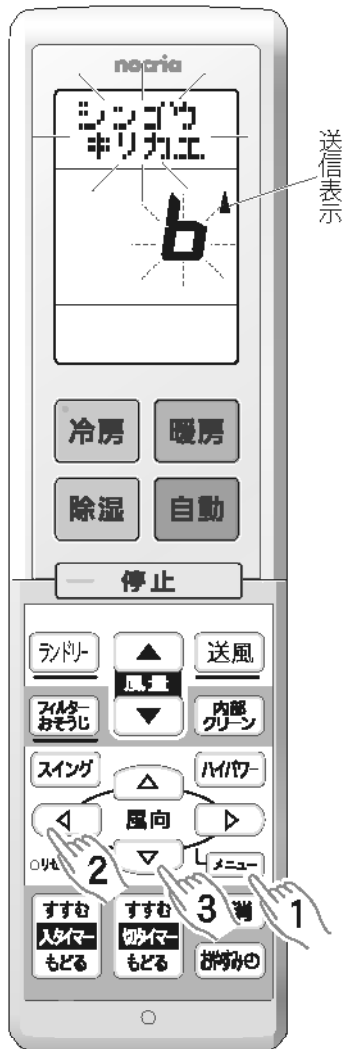 nocria
シンゴウ
キリカエ
b
送信表示
冷房
暖房
除湿
自動
停止
ランドリー
風量
送風
フィルター
おそうじ
内部
クリーン
スイング
ハイパワー
風向
2
メニュー
3
1
すすむ
入タイマー
もどる
すすむ
切タイマー
もどる
おやすみ